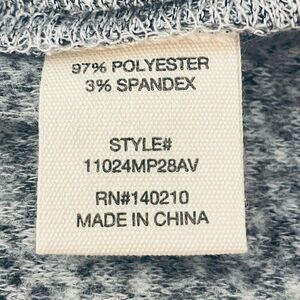 97% POLYESTER
3% SPANDEX
STYLE#
11024MP28AV
RN#140210
MADE IN CHINA